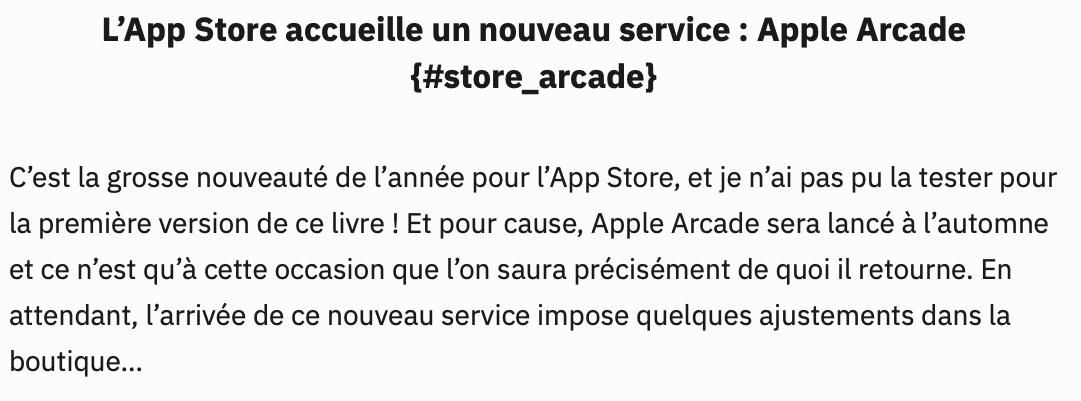 L’App Store accueille un nouveau service : Apple Arcade
{#store_arcade}
C’est la grosse nouveauté de l’année pour l’App Store, et je n’ai pas pu la tester pour
la première version de ce livre ! Et pour cause, Apple Arcade sera lancé à l’automne
et ce n’est qu’à cette occasion que l’on saura précisément de quoi il retourne. En
attendant, l’arrivée de ce nouveau service impose quelques ajustements dans la
boutique…